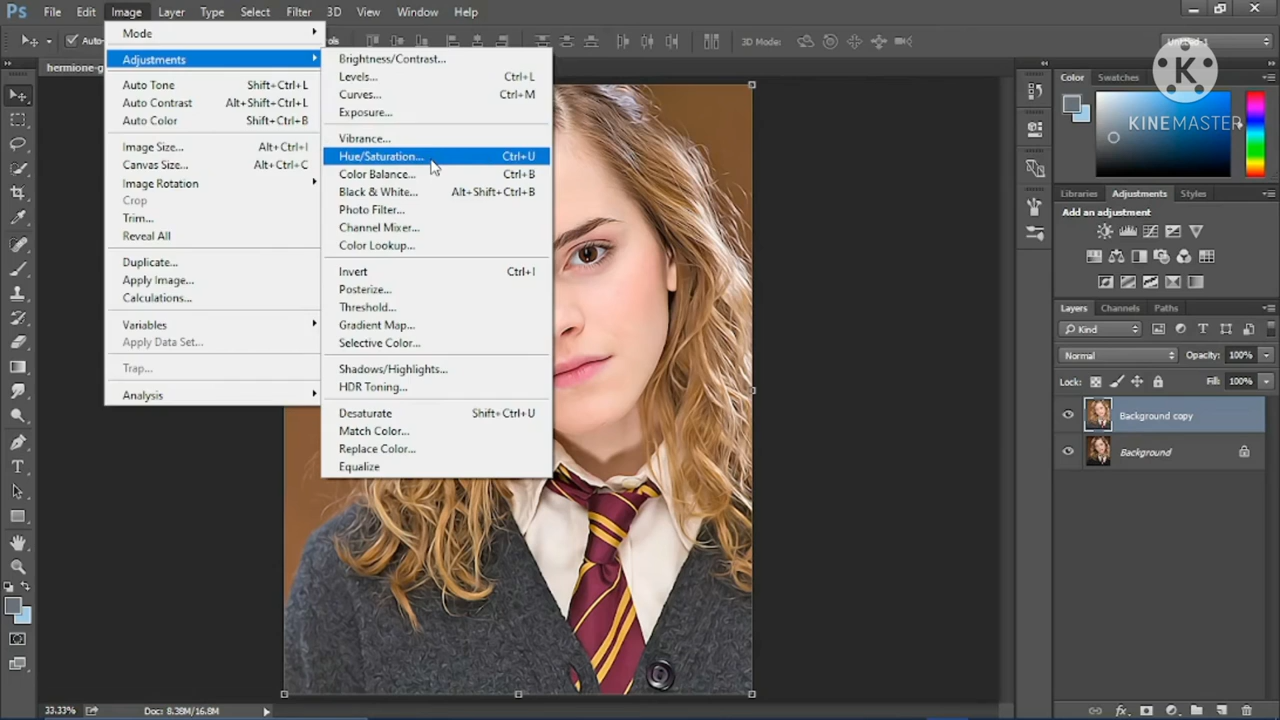 Ps File Edit Image Layer Type Select Filter 3D View Window Help
3D Mode:
Untitled-1
K
KINEMASTER
hermione-g
Mode
Adjustments
Auto Tone Shift+Ctrl+L
Auto Contrast Alt+Shift+Ctrl+L
Auto Color Shift+Ctrl+B
Image Size... Alt+Ctrl+I
Canvas Size... Alt+Ctrl+C
Image Rotation
Crop
Trim...
Reveal All
Duplicate...
Apply Image...
Calculations...
Variables
Apply Data Set...
Trap...
Analysis
Brightness/Contrast...
Levels... Ctrl+L
Curves... Ctrl+M
Exposure...
Vibrance...
Hue/Saturation... Ctrl+U
Color Balance... Ctrl+B
Black & White... Alt+Shift+Ctrl+B
Photo Filter...
Channel Mixer...
Color Lookup...
Invert Ctrl+I
Posterize...
Threshold...
Gradient Map...
Selective Color...
Shadows/Highlights...
HDR Toning...
Desaturate Shift+Ctrl+U
Match Color...
Replace Color...
Equalize
Color Swatches
Libraries Adjustments Styles
Add an adjustment
Layers Channels Paths
Kind
Normal Opacity: 100%
Lock: Fill: 100%
Background copy
Background
33.33% Doc: 8.38M/16.8M